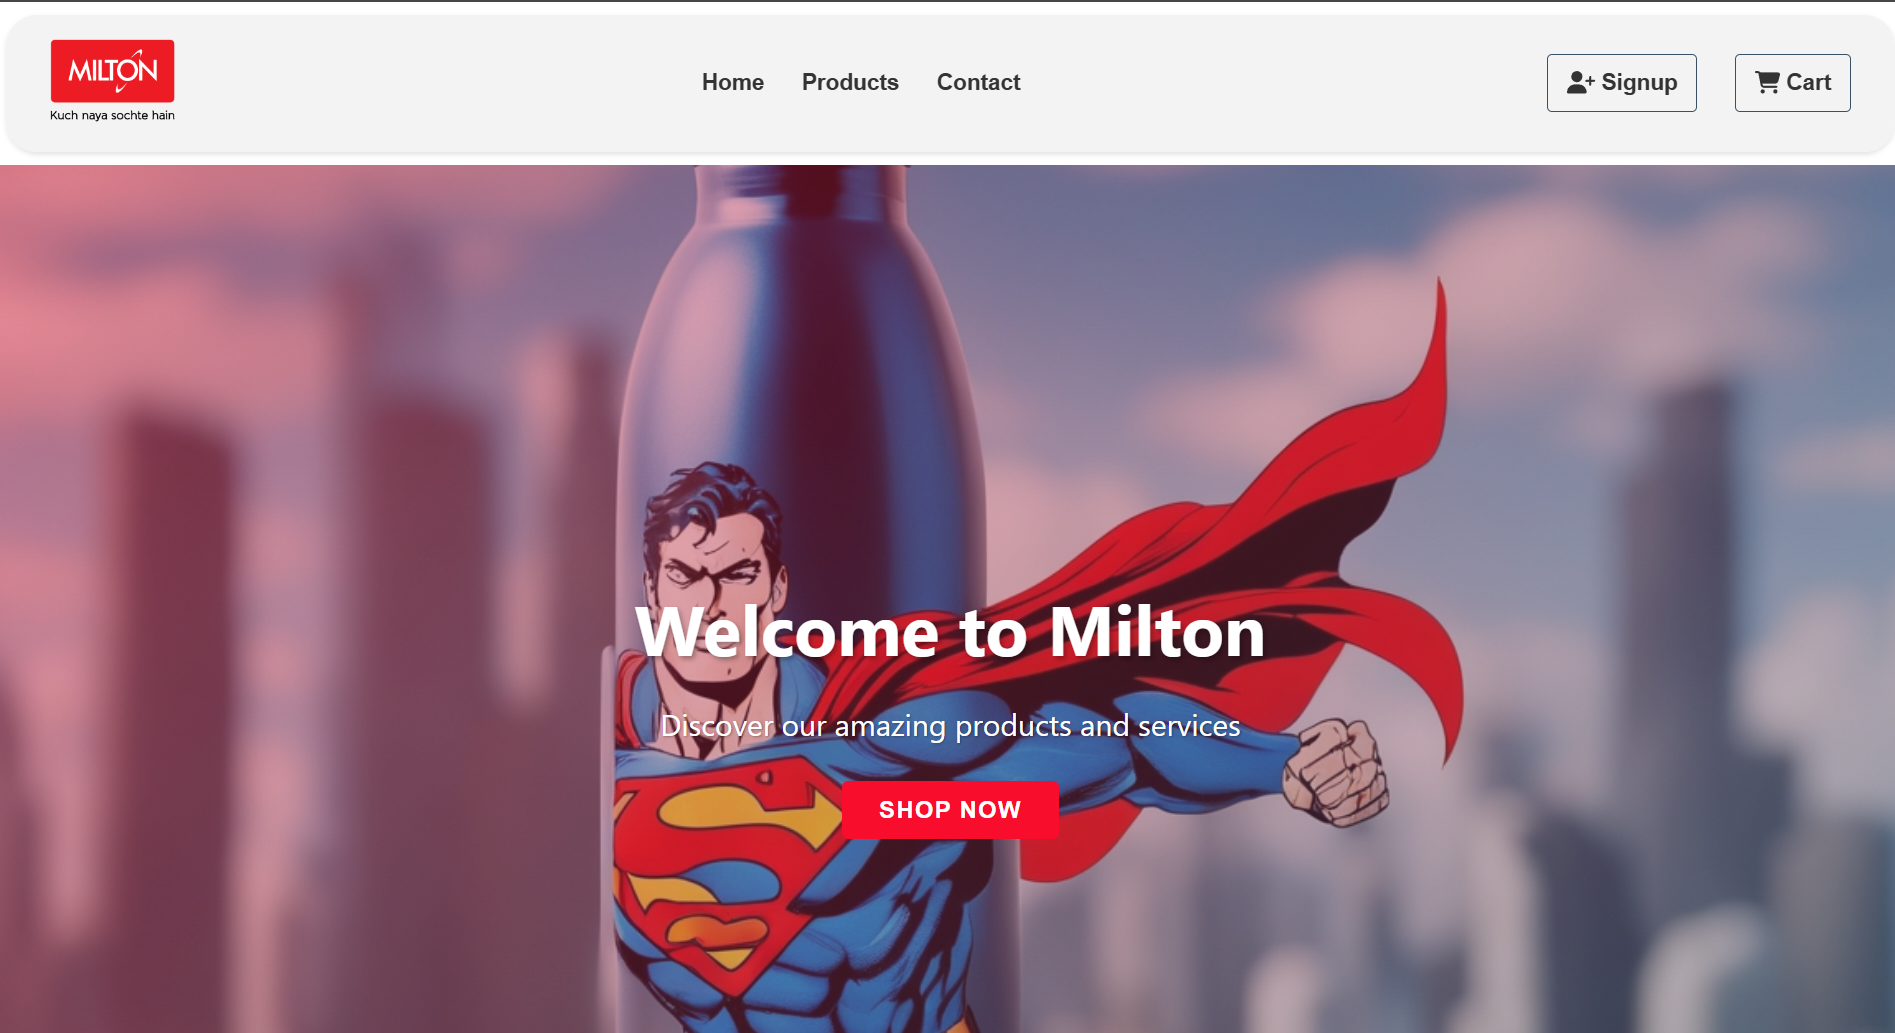 MILTON
Kuch naya sochte hain
Home
Products
Contact
Signup
Cart
Welcome to Milton
Discover our amazing products and services
SHOP NOW
S